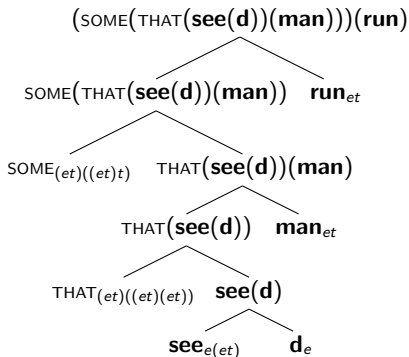 (SOME(THAT(see(d))(man)))(run)
SOME(THAT(see(d))(man)) run_et
SOME_(et)((et)t) THAT(see(d))(man)
THAT(see(d)) man_et
THAT_(et)((et)(et)) see(d)
see_e(et) d_e